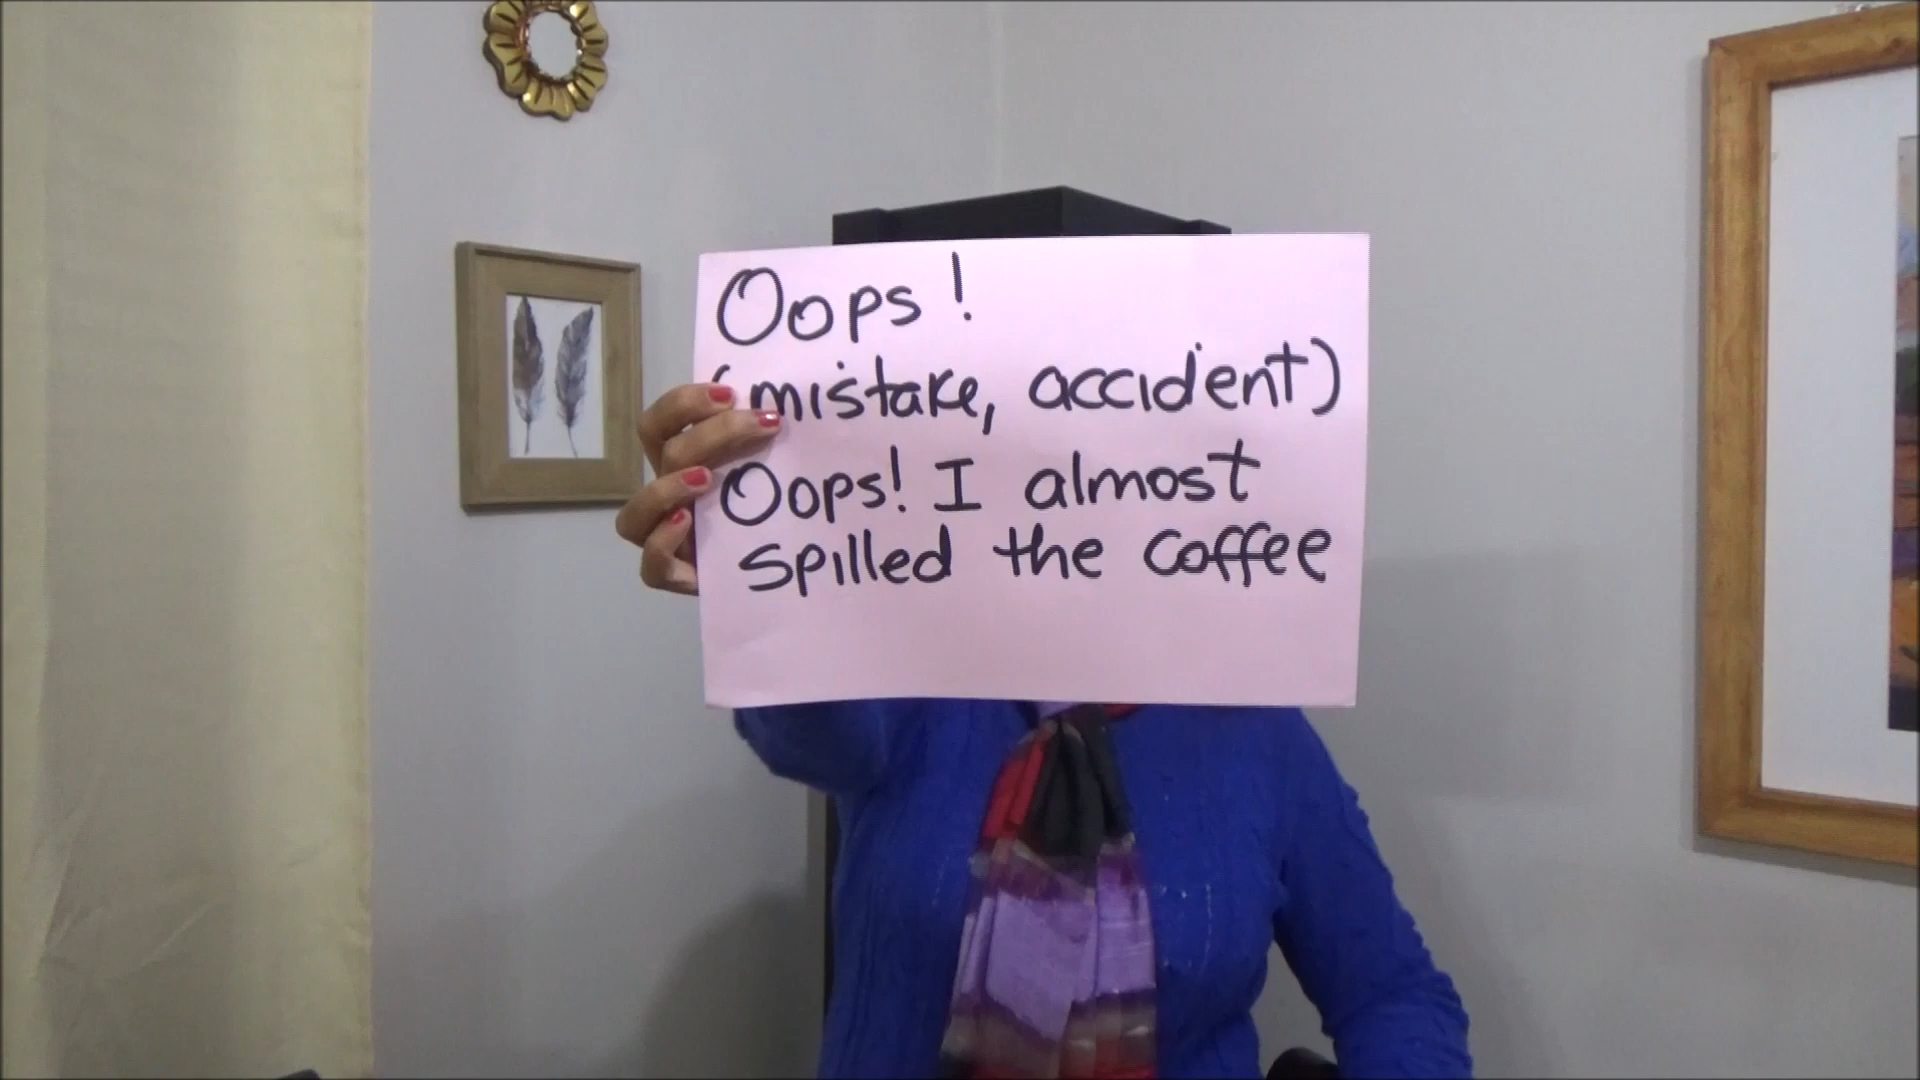 Oops!
(mistake, accident)
Oops! I almost
spilled the coffee